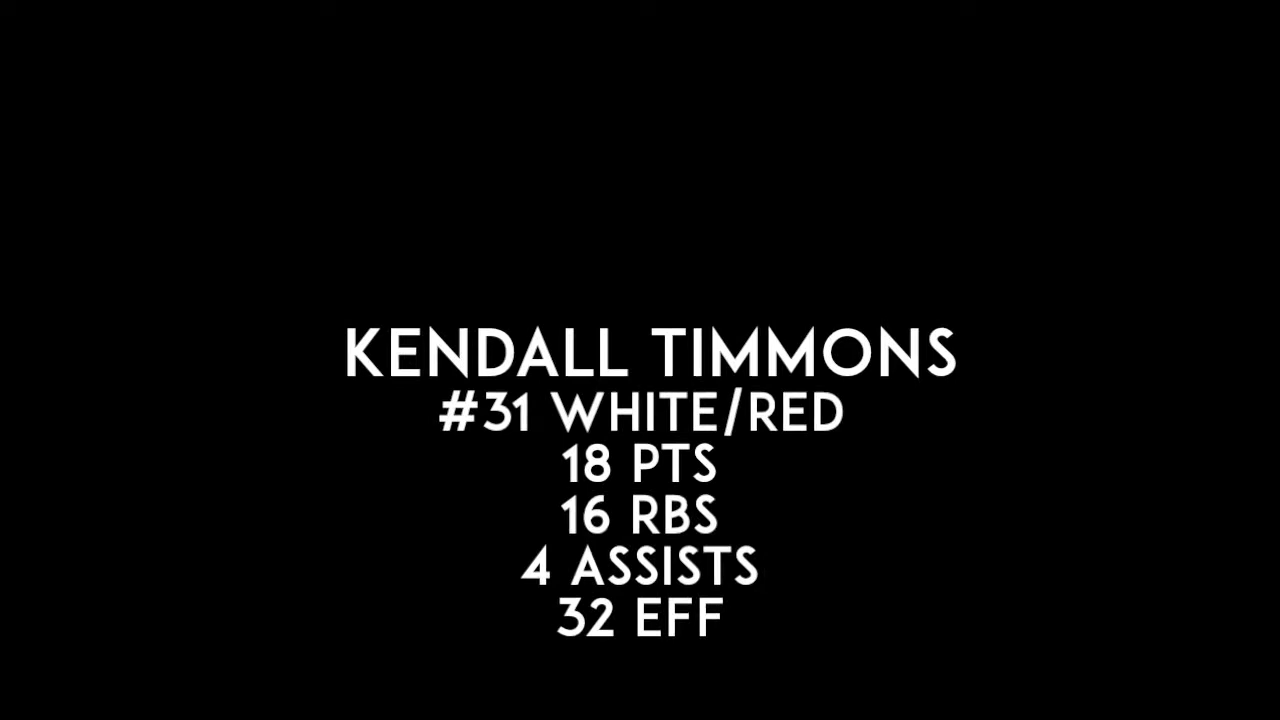 KENDALL TIMMONS
#31 WHITE/RED
18 PTS
16 RBS
4 ASSISTS
32 EFF